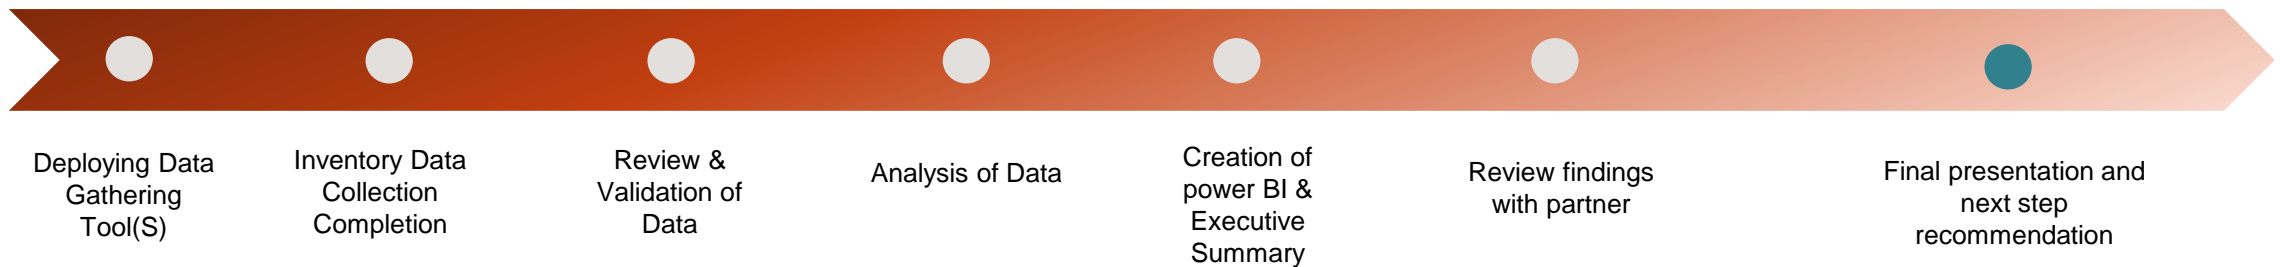 Deploying Data
Gathering
Tool(S)
Inventory Data
Collection
Completion
Review &
Validation of
Data
Analysis of Data
Creation of
power BI &
Executive
Summary
Review findings
with partner
Final presentation and
next step
recommendation